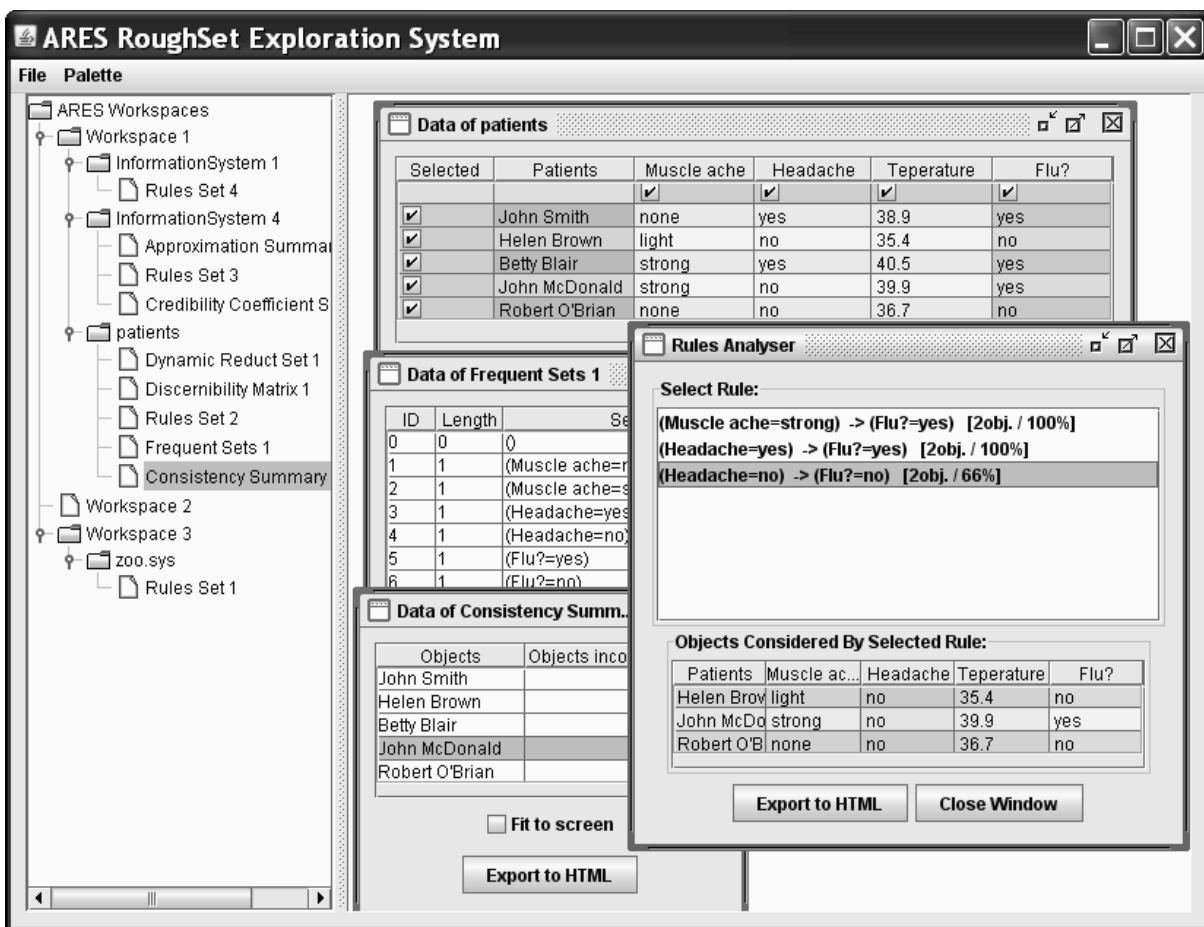 ARES RoughSet Exploration System
File Palette
ARES Workspaces
Workspace 1
InformationSystem 1
Rules Set 4
InformationSystem 4
Approximation Summar
Rules Set 3
Credibility Coefficient S
patients
Dynamic Reduct Set 1
Discernibility Matrix 1
Rules Set 2
Frequent Sets 1
Consistency Summary
Workspace 2
Workspace 3
zoo.sys
Rules Set 1
Data of patients
Selected Patients Muscle ache Headache Teperature Flu?
John Smith none yes 38.9 yes
Helen Brown light no 35.4 no
Betty Blair strong yes 40.5 yes
John McDonald strong no 39.9 yes
Robert O'Brian none no 36.7 no
Data of Frequent Sets 1
ID Length Se
0 0 ()
1 1 (Muscle ache=r
2 1 (Muscle ache=s
3 1 (Headache=yes
4 1 (Headache=no)
5 1 (Flu?=yes)
6 1 (Flu?=no)
Data of Consistency Summ..
Objects Objects inco
John Smith
Helen Brown
Betty Blair
John McDonald
Robert O'Brian
Fit to screen
Export to HTML
Rules Analyser
Select Rule:
(Muscle ache=strong) -> (Flu?=yes) [2obj. / 100%]
(Headache=yes) -> (Flu?=yes) [2obj. / 100%]
(Headache=no) -> (Flu?=no) [2obj. / 66%]
Objects Considered By Selected Rule:
Patients Muscle ac... Headache Teperature Flu?
Helen Brov light no 35.4 no
John McDo strong no 39.9 yes
Robert O'B none no 36.7 no
Export to HTML Close Window